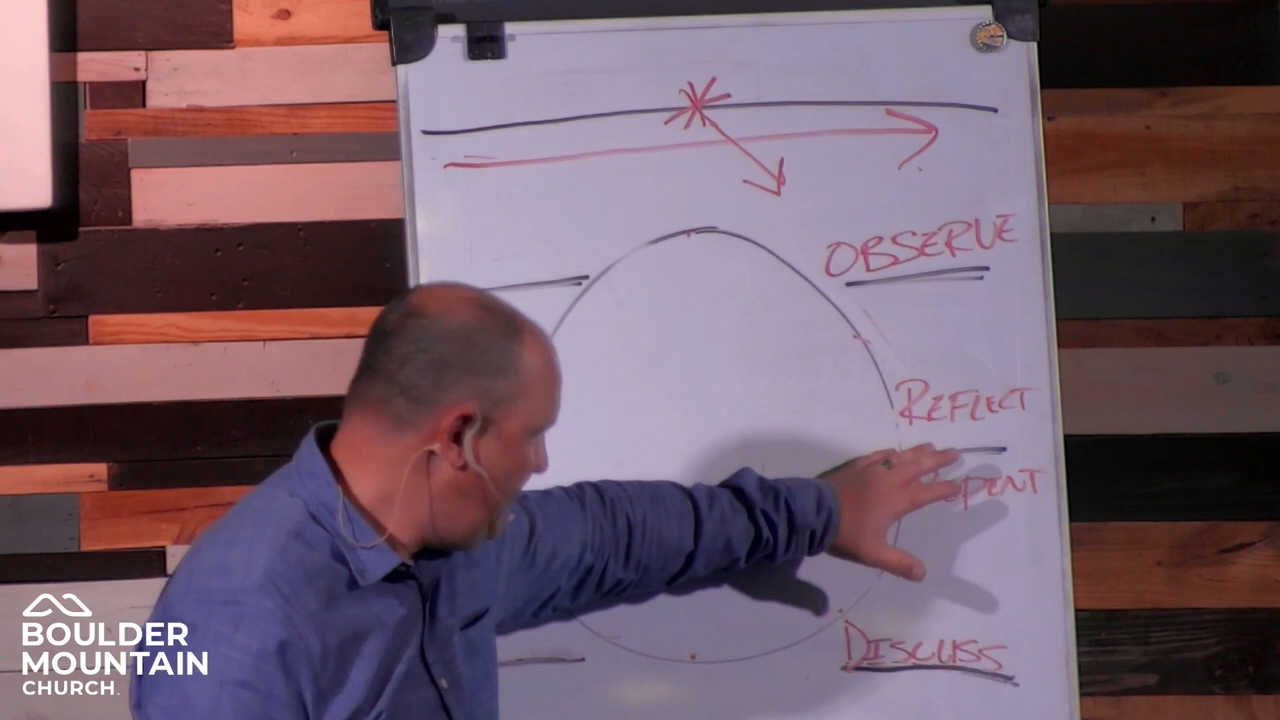 OBSERVE
REFLECT
DISCUSS
BOULDER
MOUNTAIN
CHURCH.